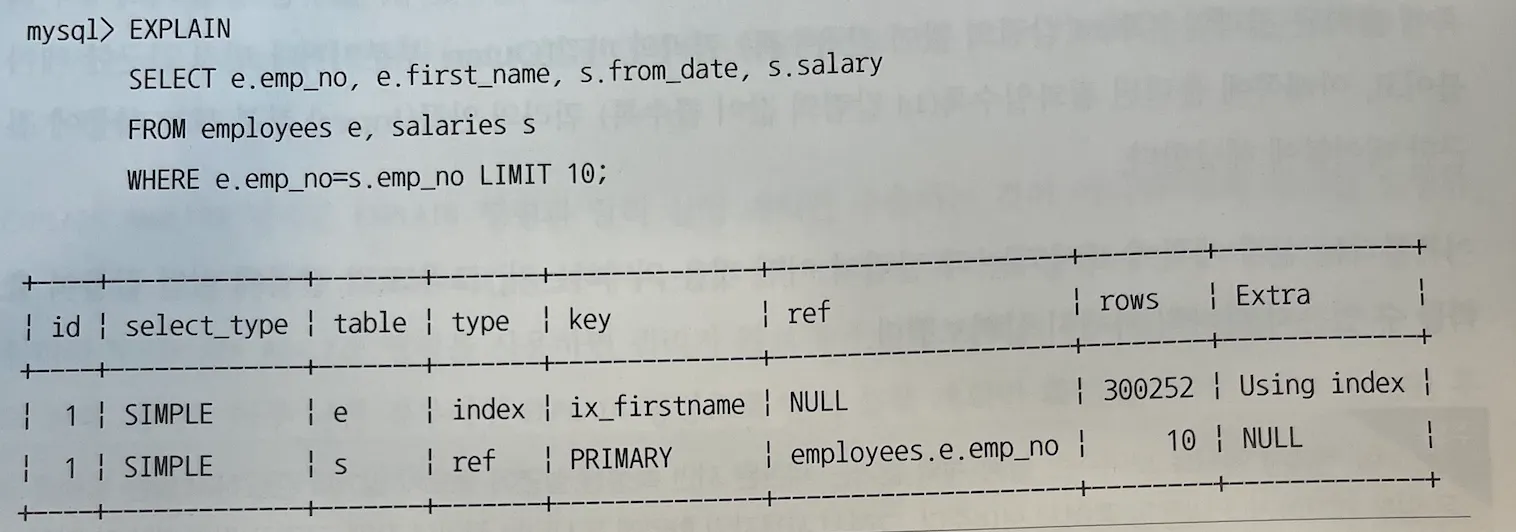 mysql> EXPLAIN
SELECT e.emp_no, e.first_name, s.from_date, s.salary
FROM employees e, salaries s
WHERE e.emp_no=s.emp_no LIMIT 10;
+----+-------------+-------+-------+--------------+--------------------+--------+-------------+
| id | select_type | table | type | key | ref | rows | Extra |
+----+-------------+-------+-------+--------------+--------------------+--------+-------------+
| 1 | SIMPLE | e | index | ix_firstname | NULL | 300252 | Using index |
| 1 | SIMPLE | s | ref | PRIMARY | employees.e.emp_no | 10 | NULL |
+----+-------------+-------+-------+--------------+--------------------+--------+-------------+